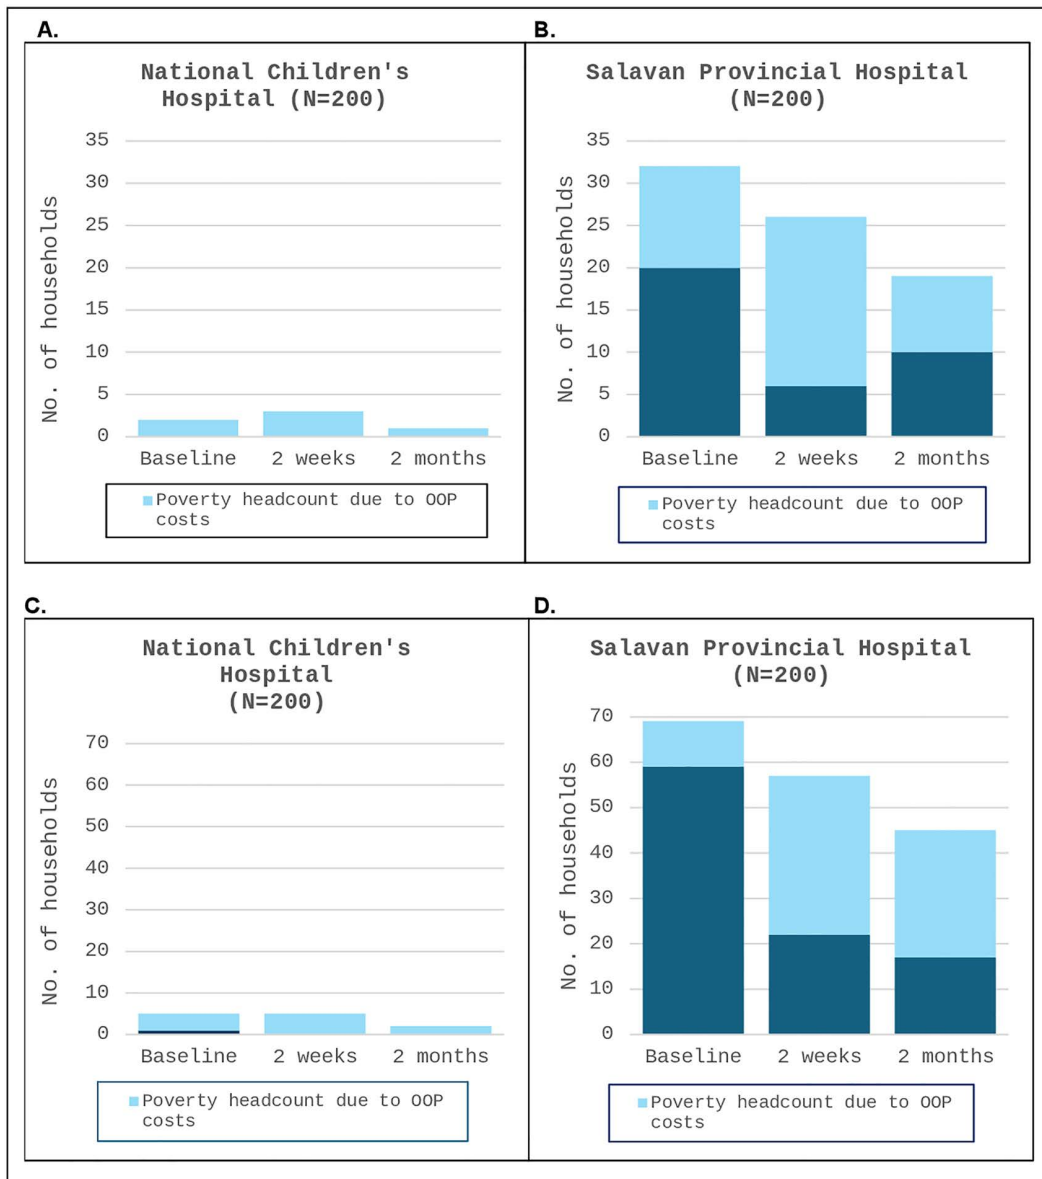 A.
National Children's
Hospital (N=200)
No. of households
35
30
25
20
15
10
5
0
Baseline 2 weeks 2 months
Poverty headcount due to OOP
costs
B.
Salavan Provincial Hospital
(N=200)
No. of households
35
30
25
20
15
10
5
0
Baseline 2 weeks 2 months
Poverty headcount due to OOP
costs
C.
National Children's
Hospital
(N=200)
No. of households
70
60
50
40
30
20
10
0
Baseline 2 weeks 2 months
Poverty headcount due to OOP
costs
D.
Salavan Provincial Hospital
(N=200)
No. of households
70
60
50
40
30
20
10
0
Baseline 2 weeks 2 months
Poverty headcount due to OOP
costs